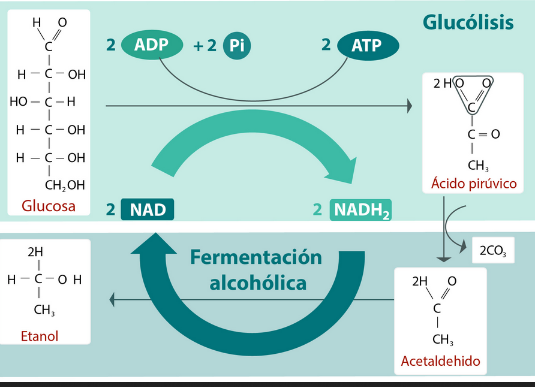 Glucólisis
H O
C
H – C – OH
HO – C – H
H – C – OH
H – C – OH
CH2OH
Glucosa
2 ADP + 2 Pi
2 ATP
2 HO O
C
C = O
CH3
Ácido pirúvico
2 NAD
2 NADH2
2CO3
Fermentación
alcohólica
2H
H – C – O H
CH3
Etanol
2H O
C
CH3
Acetaldehido